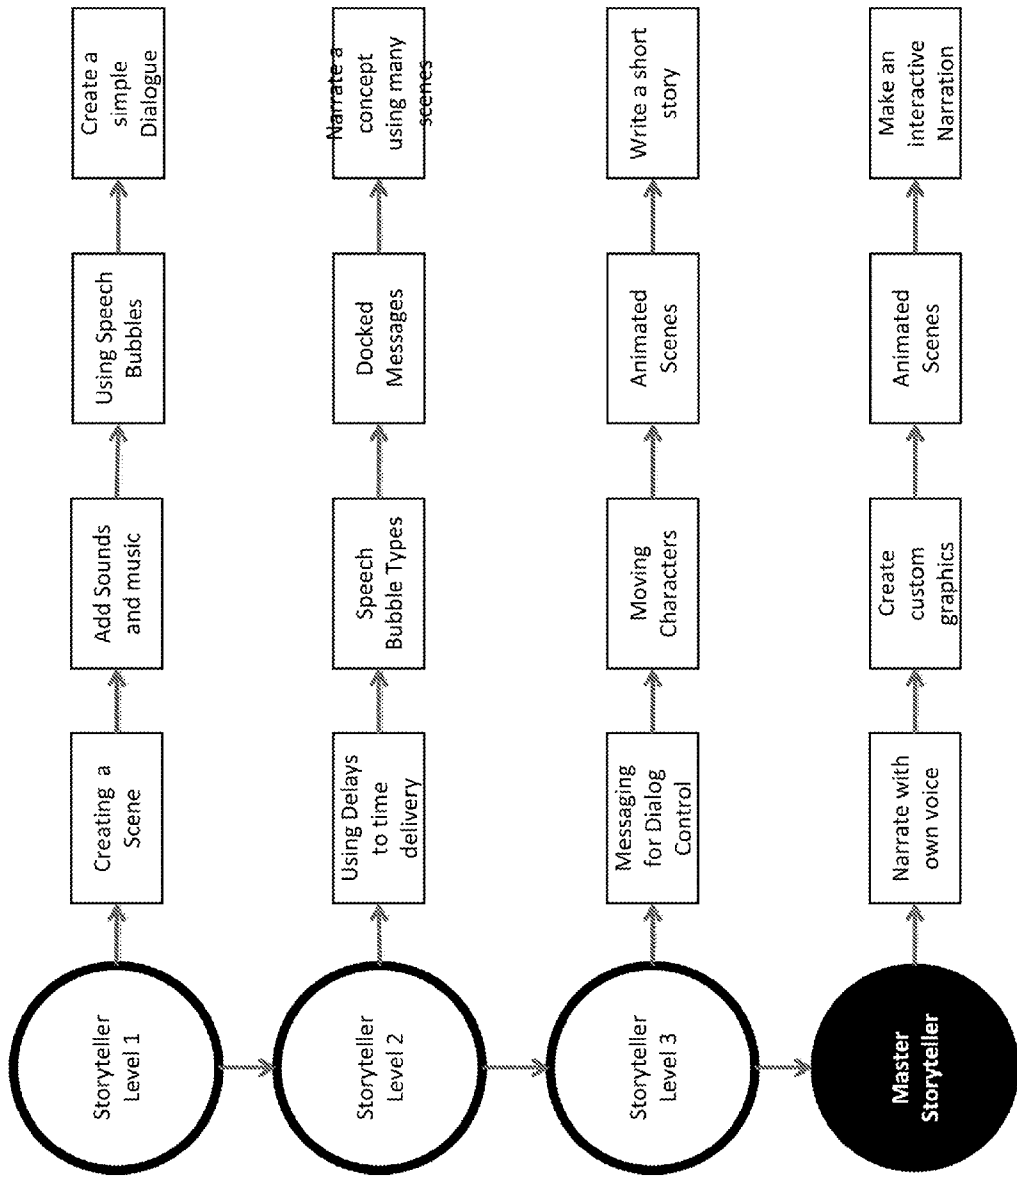 Storyteller
Level 1
Creating a
Scene
Add Sounds
and music
Using Speech
Bubbles
Create a
simple
Dialogue
Storyteller
Level 2
Using Delays
to time
delivery
Speech
Bubble Types
Docked
Messages
Narrate a
concept
using many
scenes
Storyteller
Level 3
Messaging
for Dialog
Control
Moving
Characters
Animated
Scenes
Write a short
story
Master
Storyteller
Narrate with
own voice
Create
custom
graphics
Animated
Scenes
Make an
interactive
Narration